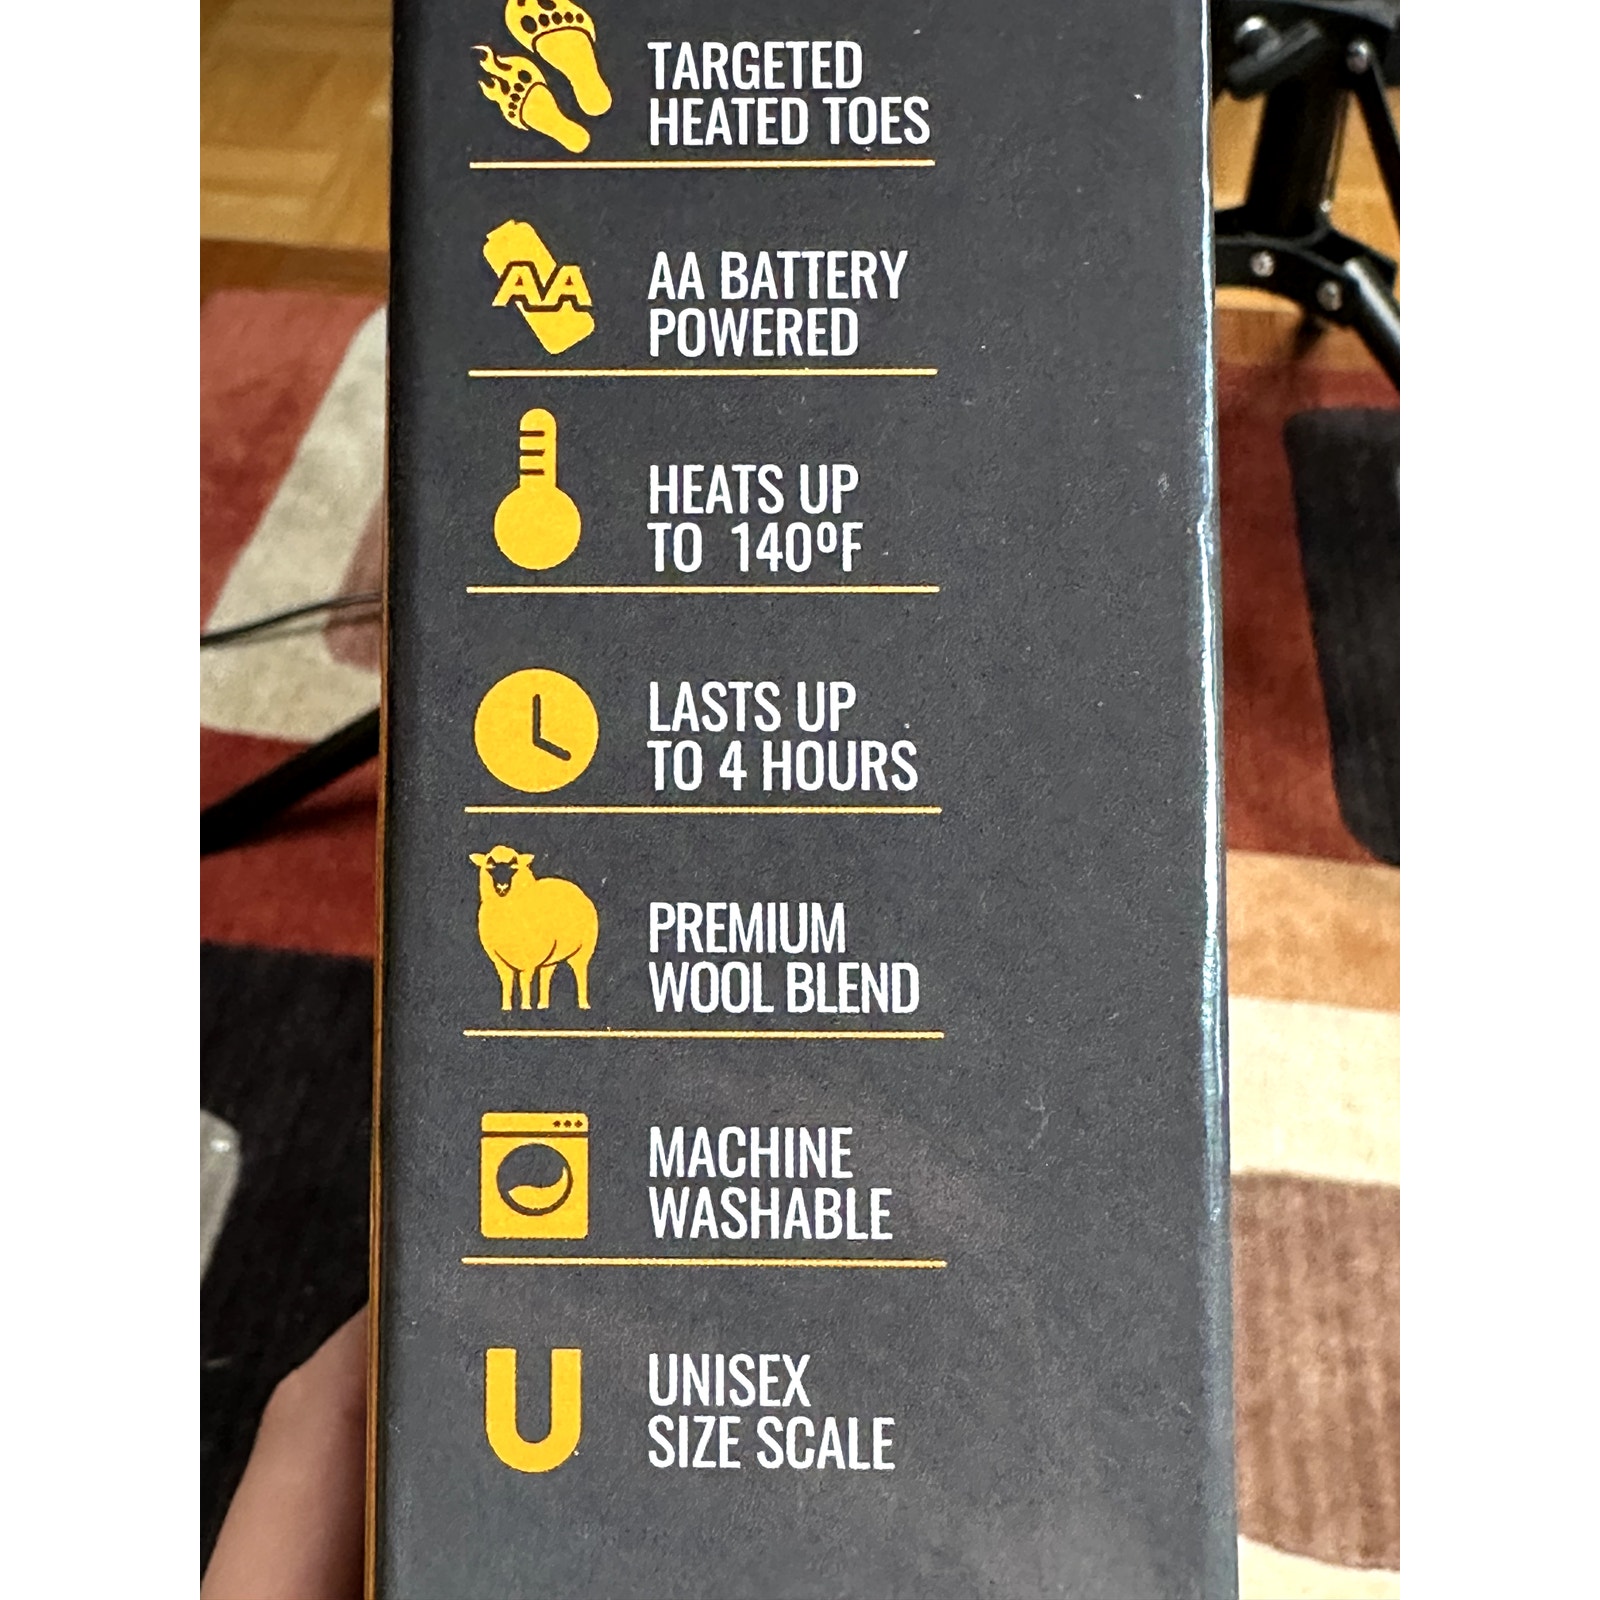 TARGETED
HEATED TOES
AA
AA BATTERY
POWERED
HEATS UP
TO 140ºF
LASTS UP
TO 4 HOURS
PREMIUM
WOOL BLEND
MACHINE
WASHABLE
U
UNISEX
SIZE SCALE